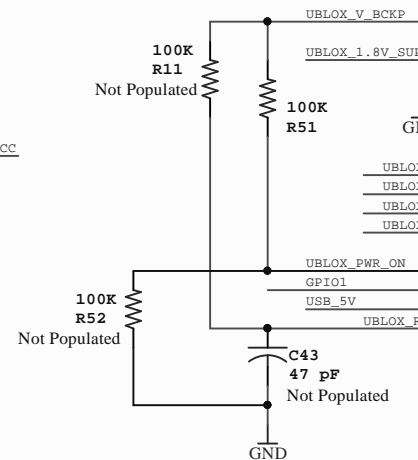 UBLOX_V_BCKP
100K
R11
Not Populated
UBLOX_1.8V_SUP
100K
R51
CC
UBLOX_PWR_ON
GPIO1
USB_5V
100K
R52
Not Populated
C43
47 pF
Not Populated
GND